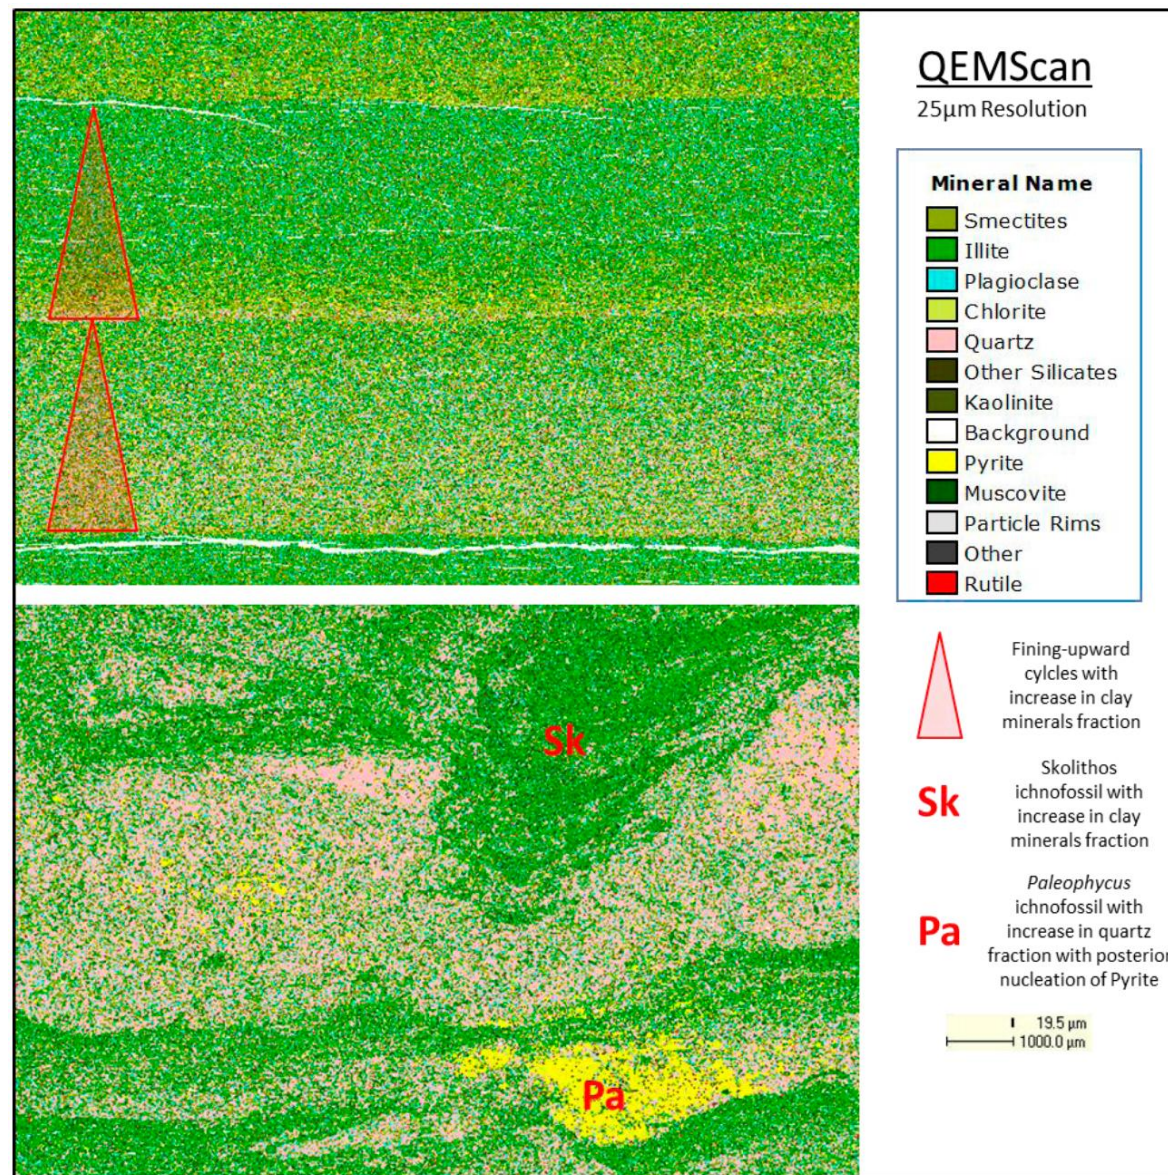 QEMScan
25µm Resolution
Mineral Name
Smectites
Illite
Plagioclase
Chlorite
Quartz
Other Silicates
Kaolinite
Background
Pyrite
Muscovite
Particle Rims
Other
Rutile
Fining-upward
cylcles with
increase in clay
minerals fraction
Sk
Sk
Skolithos
ichnofossil with
increase in clay
minerals fraction
Pa
Paleophycus
ichnofossil with
increase in quartz
fraction with posterior
nucleation of Pyrite
19.5 µm
1000.0 µm
Pa